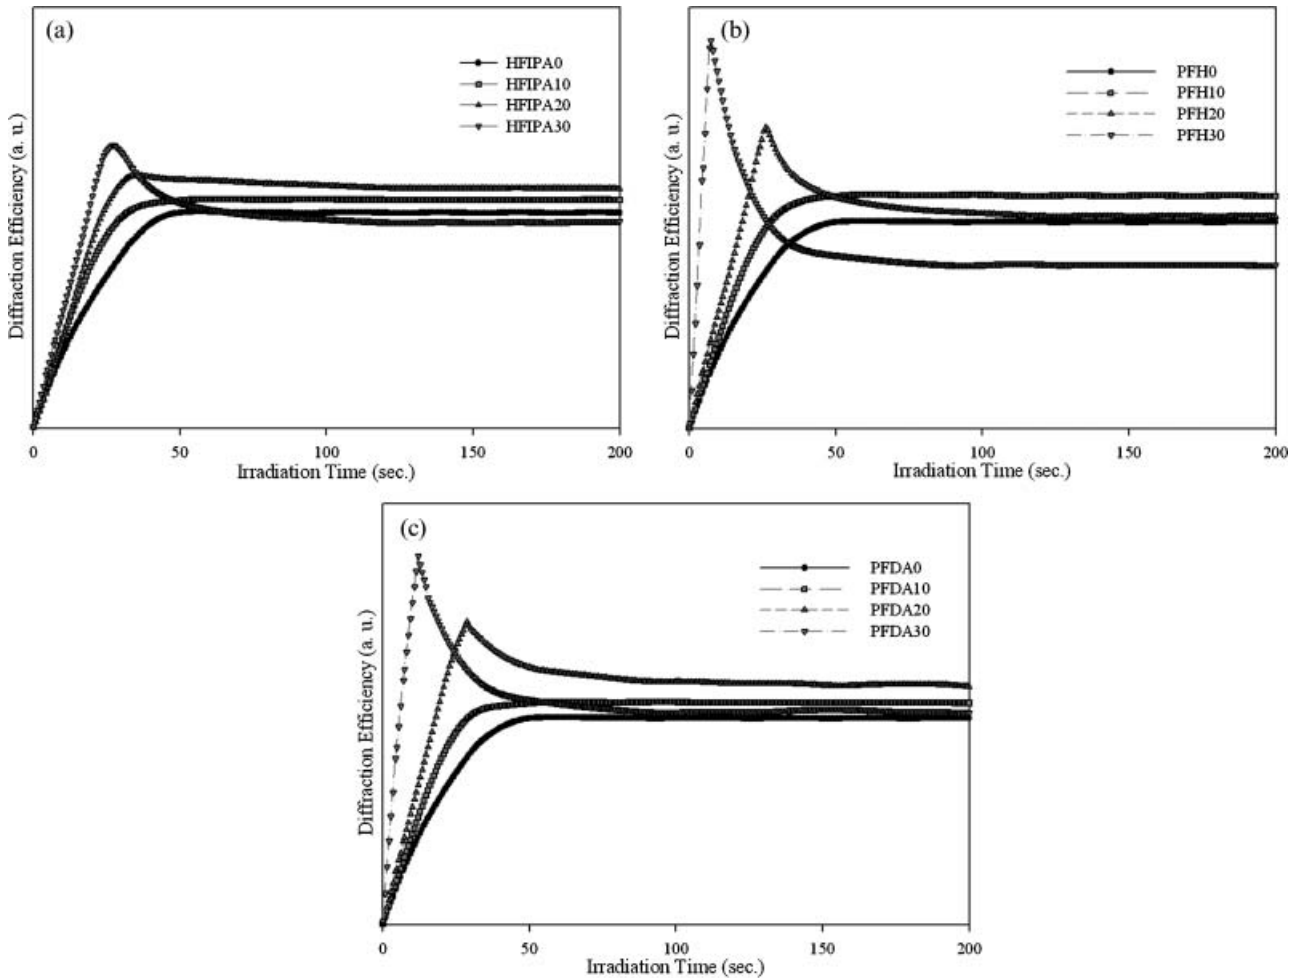 (a)
HFIPA0
HFIPA10
HFIPA20
HFIPA30
Diffraction Efficiency (a. u.)
0 50 100 150 200
Irradiation Time (sec.)
(b)
PFH0
PFH10
PFH20
PFH30
Diffraction Efficiency (a. u.)
0 50 100 150 200
Irradiation Time (sec.)
(c)
PFDA0
PFDA10
PFDA20
PFDA30
Diffraction Efficiency (a. u.)
0 50 100 150 200
Irradiation Time (sec.)